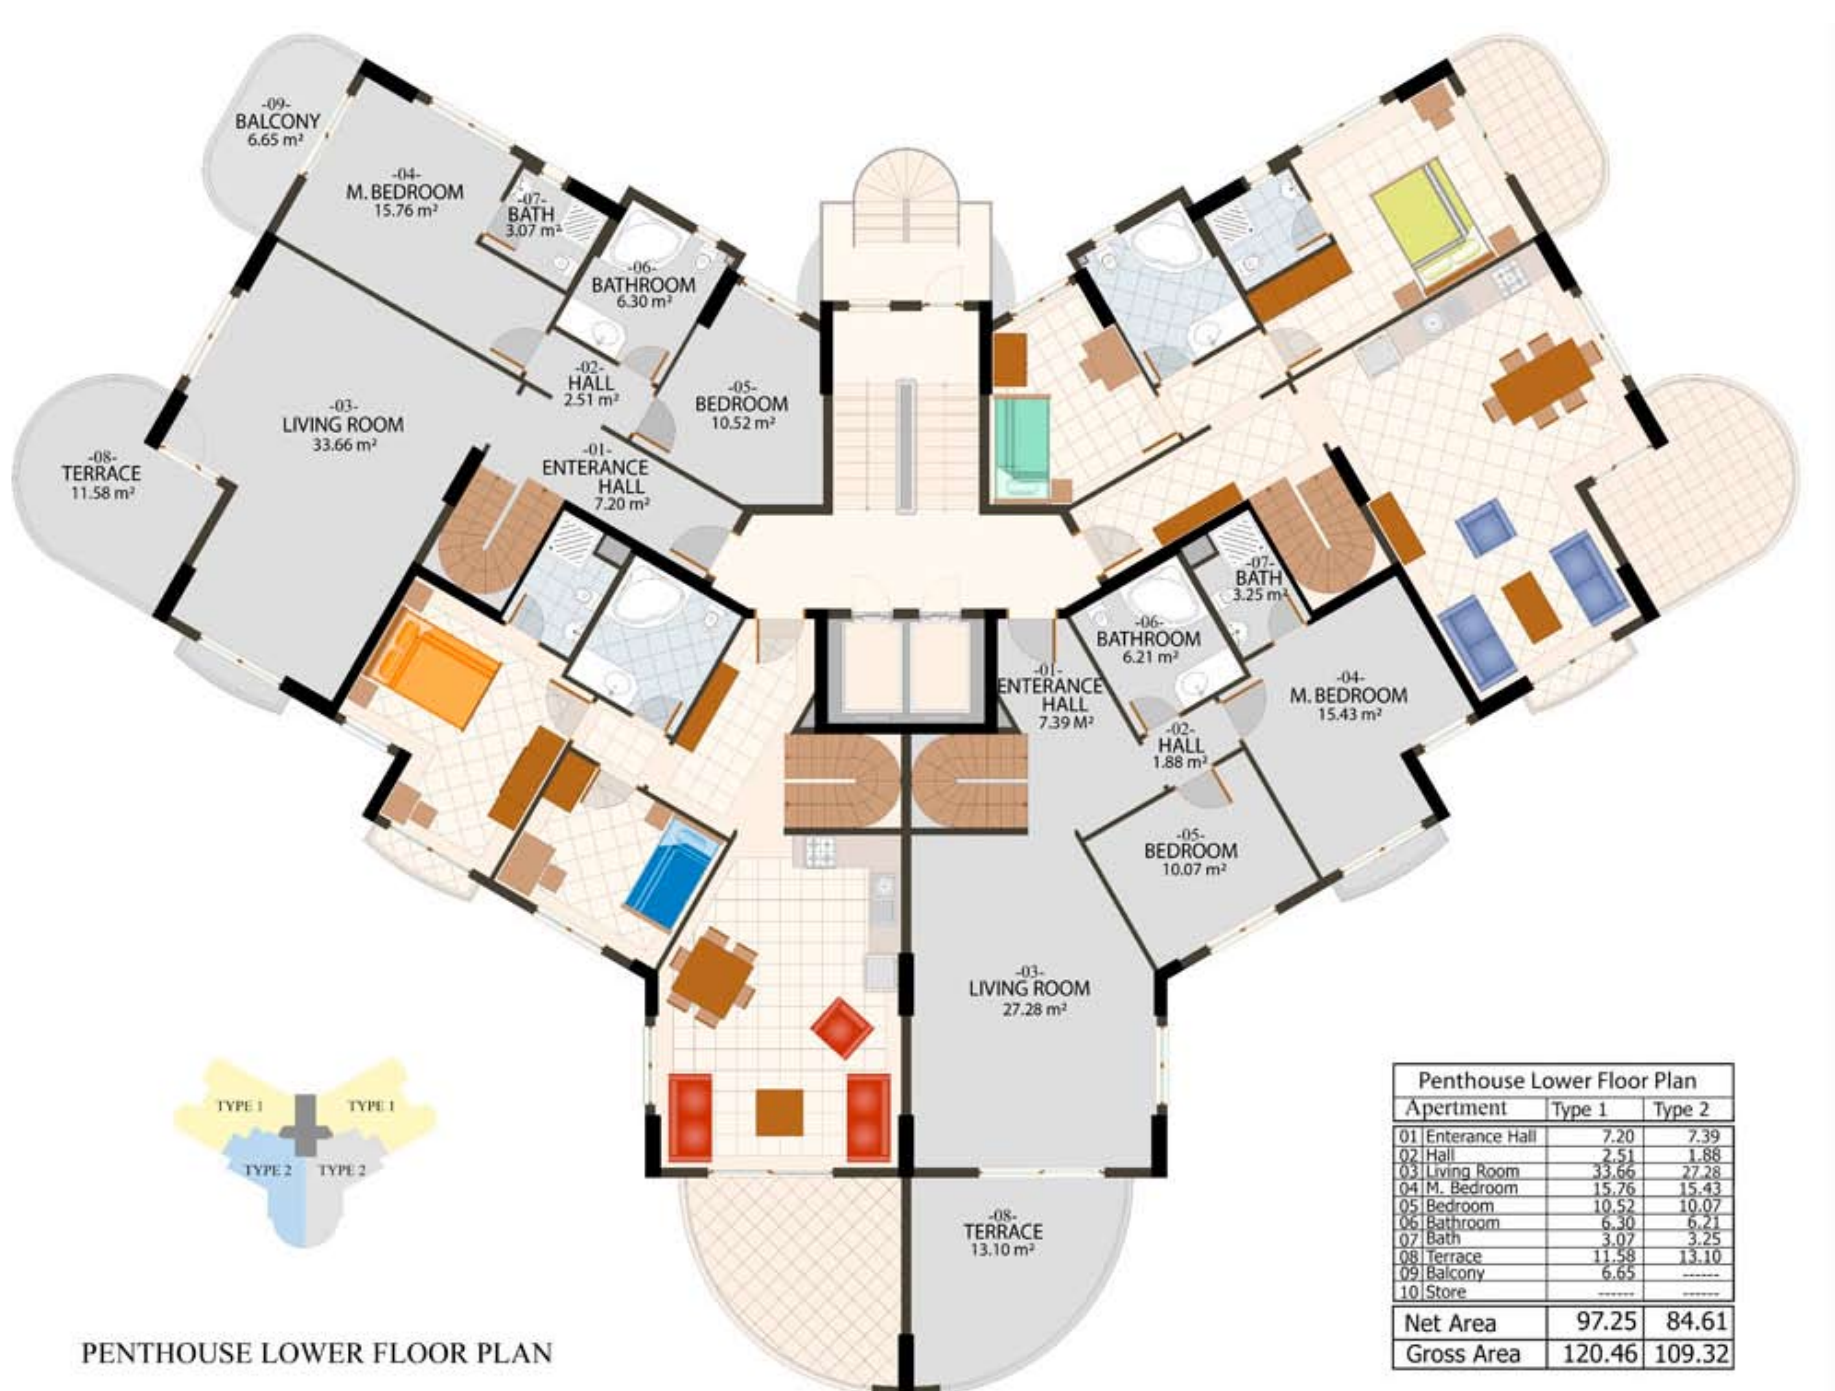 -09-
BALCONY
6.65 m²
-04-
M. BEDROOM
15.76 m²
-07-
BATH
3.07 m²
-06-
BATHROOM
6.30 m²
-02-
HALL
2.51 m²
-05-
BEDROOM
10.52 m²
-03-
LIVING ROOM
33.66 m²
-08-
TERRACE
11.58 m²
-01-
ENTERANCE
HALL
7.20 m²
-07-
BATH
3.25 m²
-06-
BATHROOM
6.21 m²
-01-
ENTERANCE
HALL
7.39 M²
-04-
M. BEDROOM
15.43 m²
-02-
HALL
1.88 m²
-05-
BEDROOM
10.07 m²
-03-
LIVING ROOM
27.28 m²
-08-
TERRACE
13.10 m²
TYPE 1 TYPE 1
TYPE 2 TYPE 2
PENTHOUSE LOWER FLOOR PLAN
Penthouse Lower Floor Plan
Apertment Type 1 Type 2
01 Enterance Hall 7.20 7.39
02 Hall 2.51 1.88
03 Living Room 33.66 27.28
04 M. Bedroom 15.76 15.43
05 Bedroom 10.52 10.07
06 Bathroom 6.30 6.21
07 Bath 3.07 3.25
08 Terrace 11.58 13.10
09 Balcony 6.65 ------
10 Store ------ ------
Net Area 97.25 84.61
Gross Area 120.46 109.32